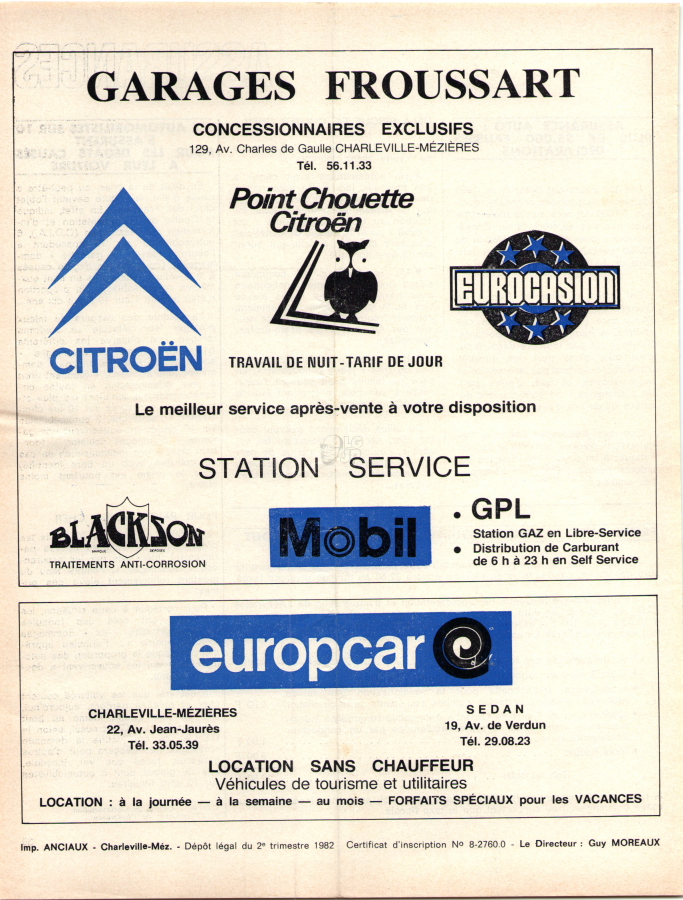 GARAGES FROUSSART
CONCESSIONNAIRES EXCLUSIFS
129, Av. Charles de Gaulle CHARLEVILLE-MÉZIÈRES
Tél. 56.11.33
Point Chouette
Citroën
CITROËN
EUROCASION
TRAVAIL DE NUIT-TARIF DE JOUR
Le meilleur service après-vente à votre disposition
STATION SERVICE
BLACKSON
MARQUE DÉPOSÉE
TRAITEMENTS ANTI-CORROSION
Mobil
• GPL
Station GAZ en Libre-Service
• Distribution de Carburant
de 6 h à 23 h en Self Service
europcar
CHARLEVILLE-MÉZIÈRES
22, Av. Jean-Jaurès
Tél. 33.05.39
SEDAN
19, Av. de Verdun
Tél. 29.08.23
LOCATION SANS CHAUFFEUR
Véhicules de tourisme et utilitaires
LOCATION : à la journée — à la semaine — au mois — FORFAITS SPÉCIAUX pour les VACANCES
Imp. ANCIAUX - Charleville-Méz. - Dépôt légal du 2e trimestre 1982 Certificat d'inscription No 8-2760.0 - Le Directeur : Guy MOREAUX